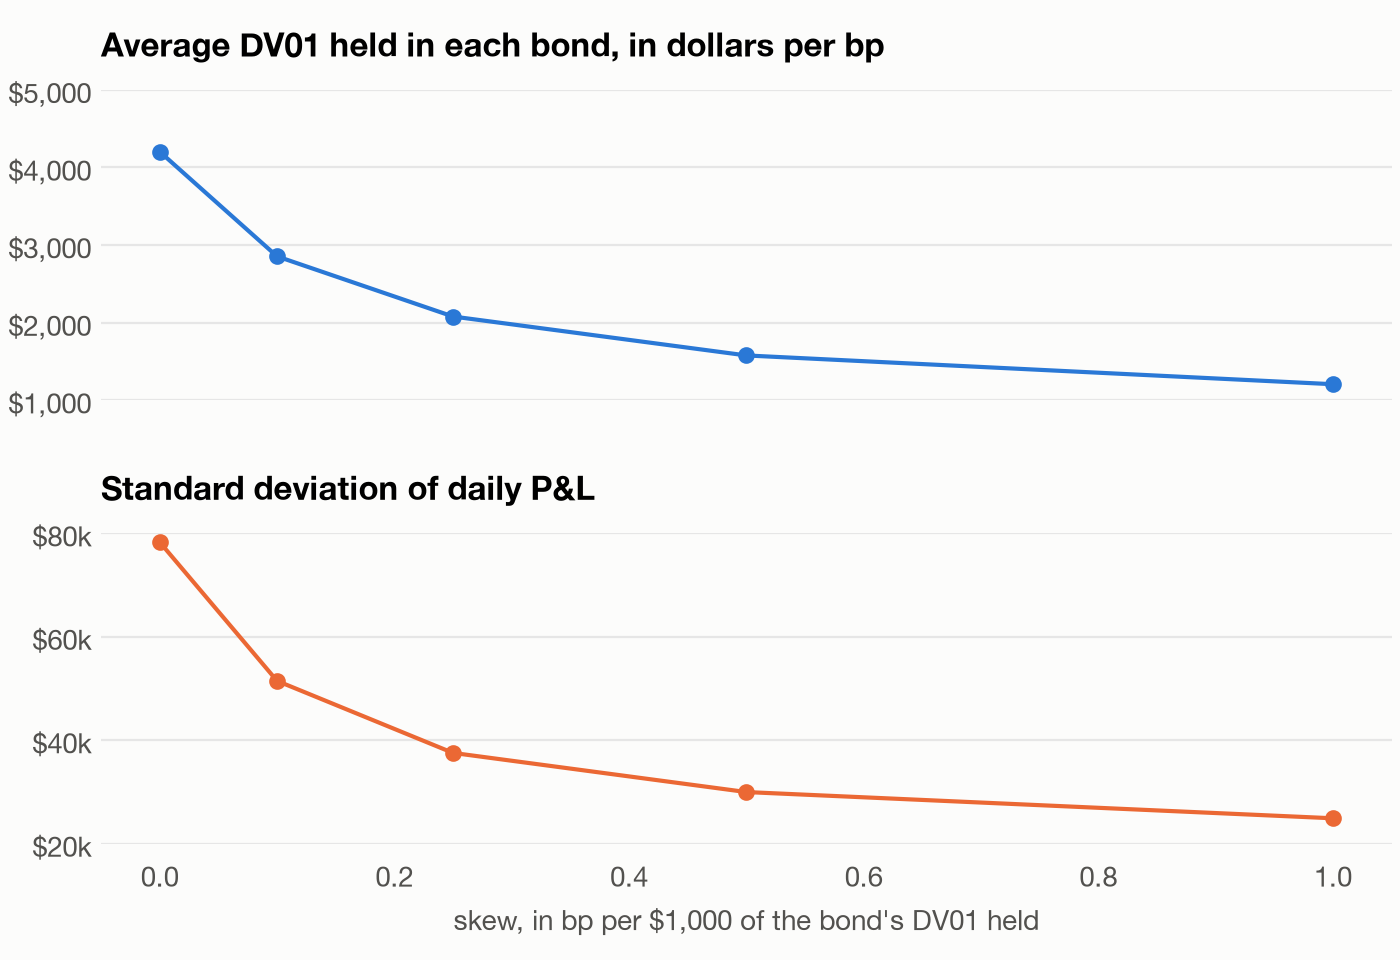 Average DV01 held in each bond, in dollars per bp
$5,000
$4,000
$3,000
$2,000
$1,000
Standard deviation of daily P&L
$80k
$60k
$40k
$20k
0.0 0.2 0.4 0.6 0.8 1.0
skew, in bp per $1,000 of the bond's DV01 held